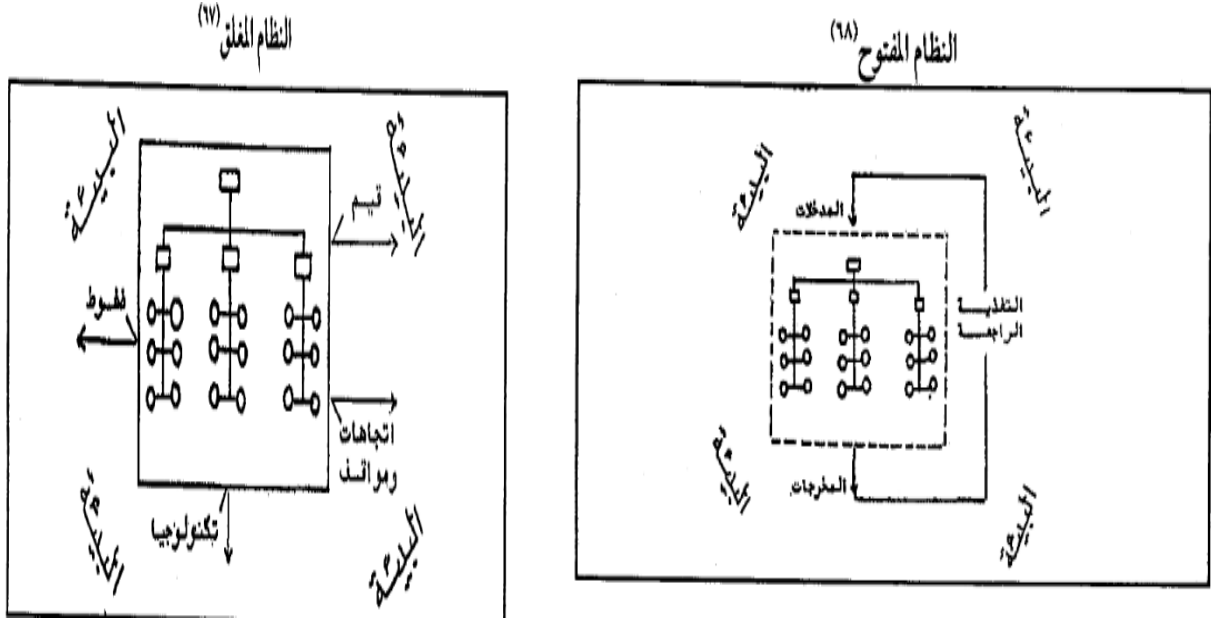 النظام المفتوح (٦٨)
البيئة
البيئة
المدخلات
التغذية
الراجعة
المخرجات
البيئة
البيئة
النظام المغلق (٦٧)
البيئة
البيئة
قيم
ضغوط
اتجاهات
ومواقف
تكنولوجيا
البيئة
البيئة